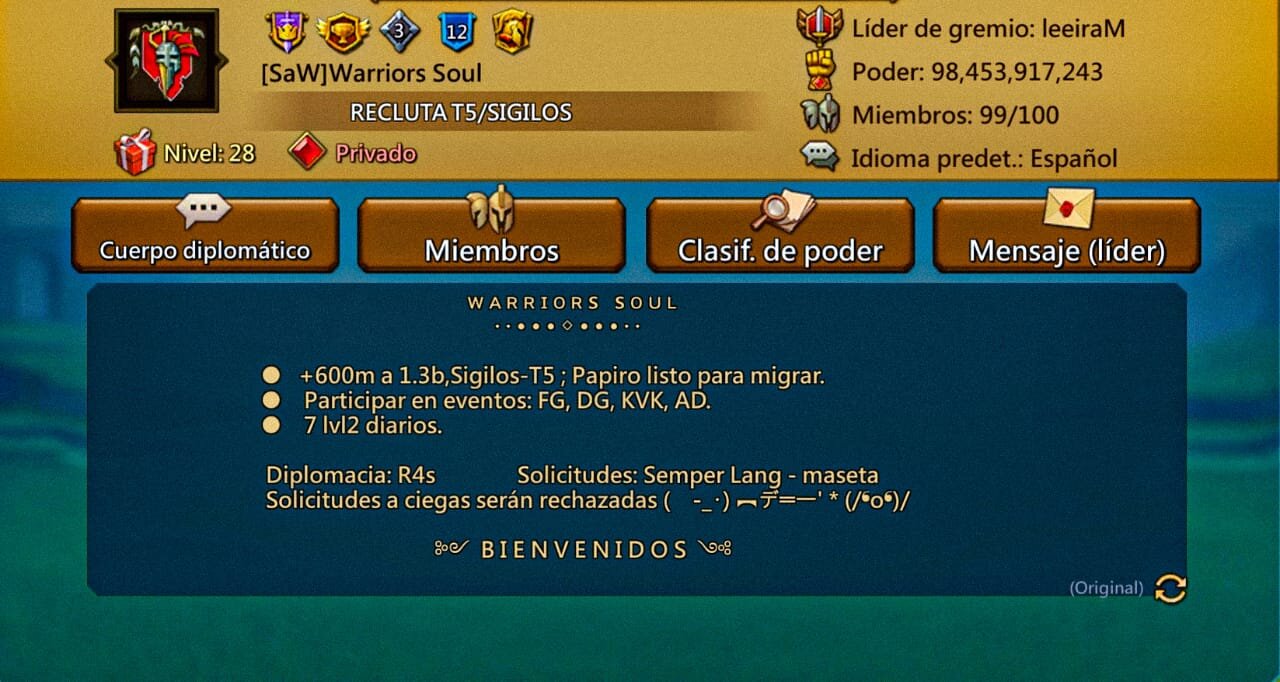 3
12
[SaW]Warriors Soul
RECLUTA T5/SIGILOS
Nivel: 28
Privado
Líder de gremio: leeiraM
Poder: 98,453,917,243
Miembros: 99/100
Idioma predet.: Español
Cuerpo diplomático
Miembros
Clasif. de poder
Mensaje (líder)
WARRIORS SOUL
··•••◇•••··
● +600m a 1.3b,Sigilos-T5 ; Papiro listo para migrar.
● Participar en eventos: FG, DG, KVK, AD.
● 7 lvl2 diarios.
Diplomacia: R4s Solicitudes: Semper Lang - maseta
Solicitudes a ciegas serán rechazadas ( -_･) ︻デ═一' * (/❛o❛)/
༻ BIENVENIDOS ༺
(Original)